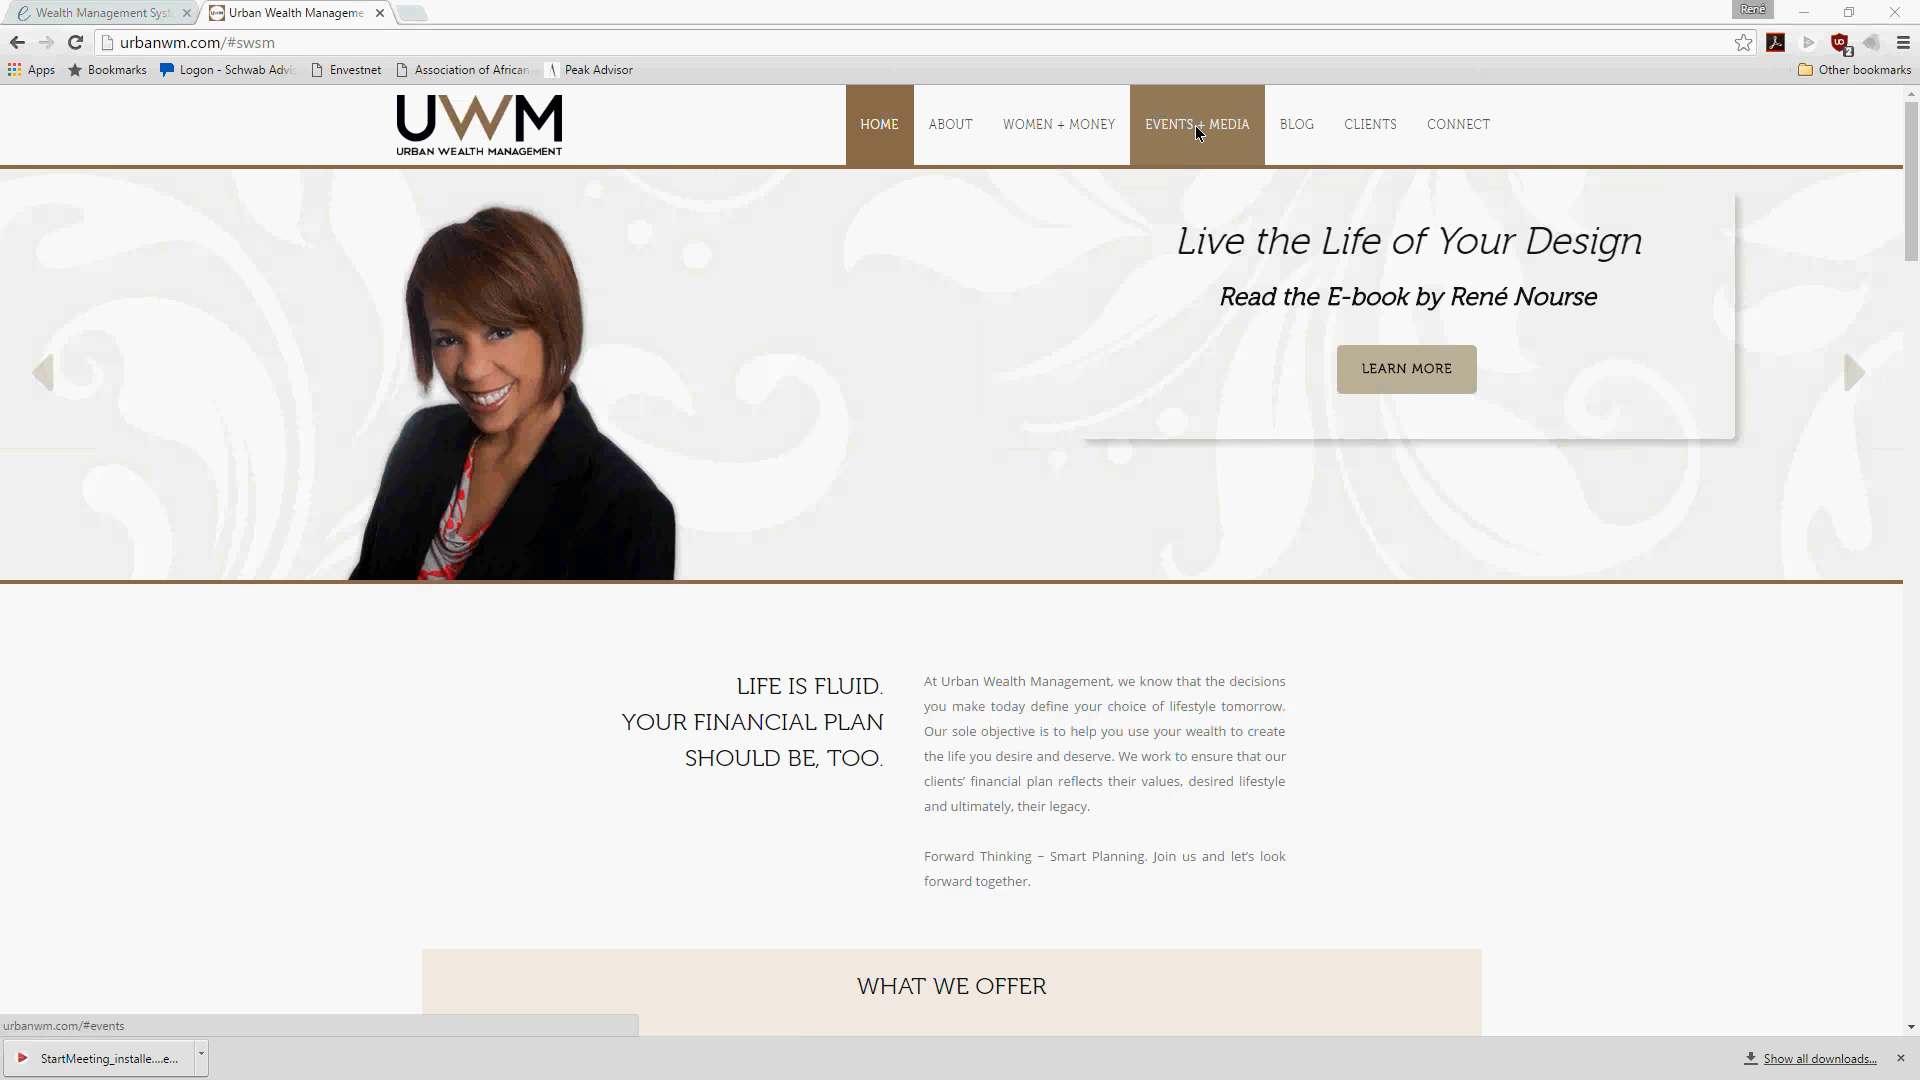 Wealth Management Syst
Urban Wealth Manageme
René
urbanwm.com/#swsm
Apps
Bookmarks
Logon - Schwab Advi
Envestnet
Association of African
Peak Advisor
Other bookmarks
UWM
URBAN WEALTH MANAGEMENT
HOME
ABOUT
WOMEN + MONEY
EVENTS + MEDIA
BLOG
CLIENTS
CONNECT
Live the Life of Your Design
Read the E-book by René Nourse
LEARN MORE
LIFE IS FLUID.
YOUR FINANCIAL PLAN
SHOULD BE, TOO.
At Urban Wealth Management, we know that the decisions
you make today define your choice of lifestyle tomorrow.
Our sole objective is to help you use your wealth to create
the life you desire and deserve. We work to ensure that our
clients’ financial plan reflects their values, desired lifestyle
and ultimately, their legacy.
Forward Thinking – Smart Planning. Join us and let’s look
forward together.
WHAT WE OFFER
urbanwm.com/#events
StartMeeting_installe....e...
Show all downloads...